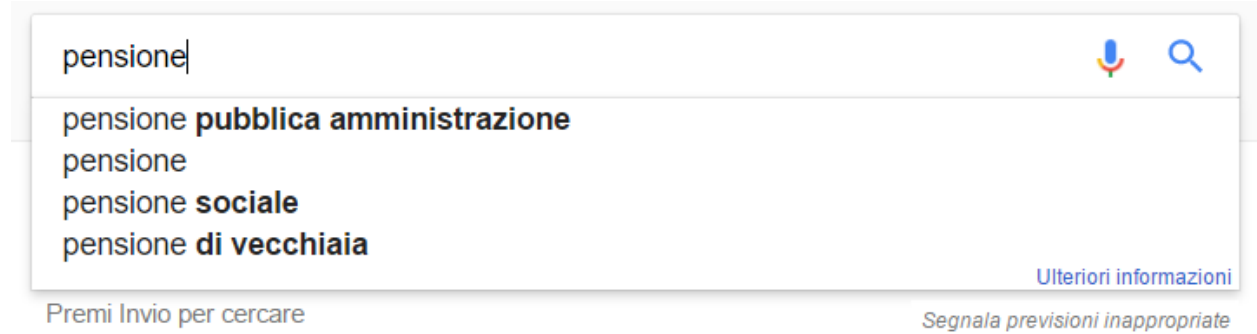 pensione
pensione pubblica amministrazione
pensione
pensione sociale
pensione di vecchiaia
Ulteriori informazioni
Premi Invio per cercare
Segnala previsioni inappropriate